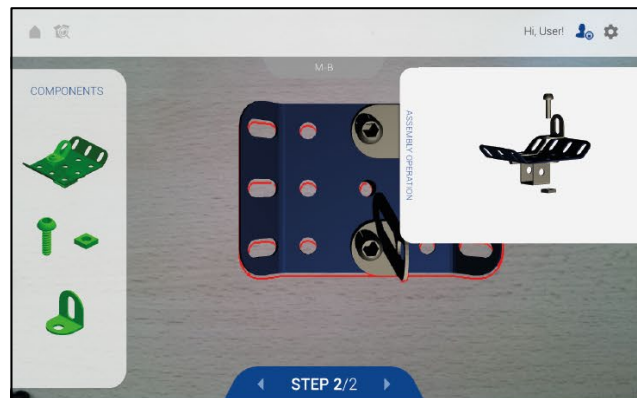 Hi, User!
M-B
COMPONENTS
ASSEMBLY OPERATION
STEP 2/2